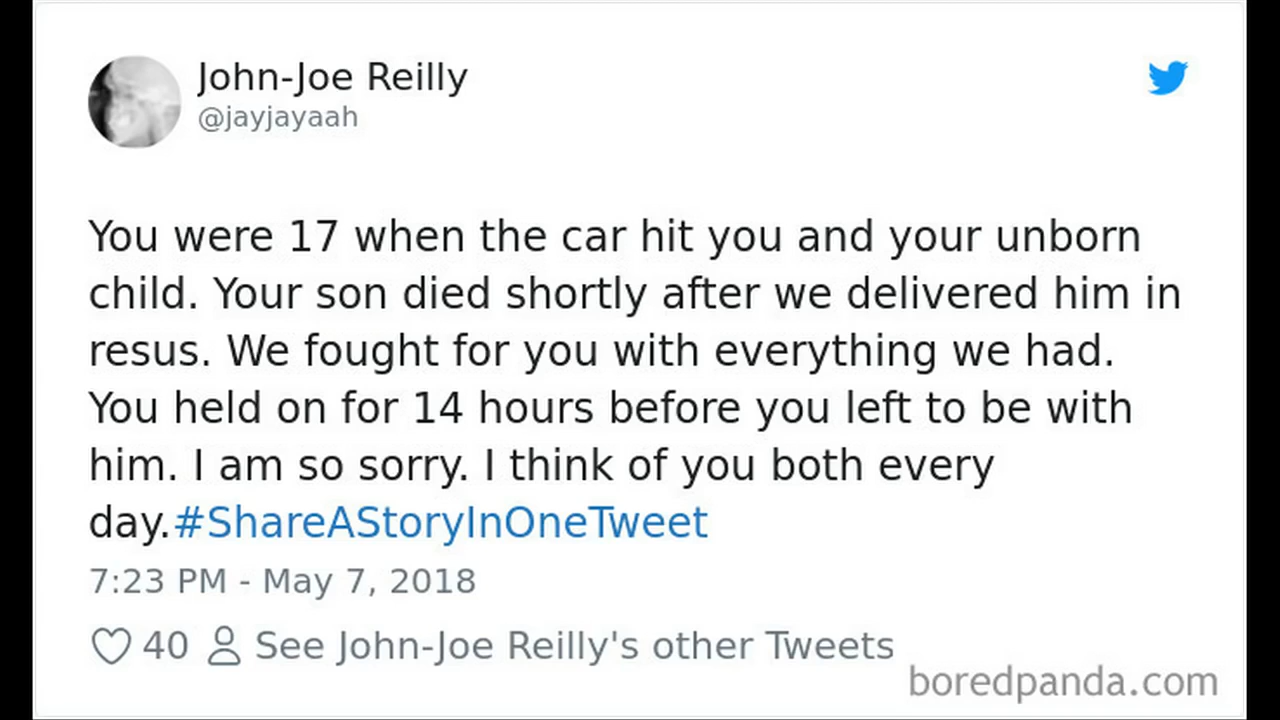 John-Joe Reilly
@jayjayaah
You were 17 when the car hit you and your unborn
child. Your son died shortly after we delivered him in
resus. We fought for you with everything we had.
You held on for 14 hours before you left to be with
him. I am so sorry. I think of you both every
day.#ShareAStoryInOneTweet
7:23 PM - May 7, 2018
40 See John-Joe Reilly's other Tweets
boredpanda.com